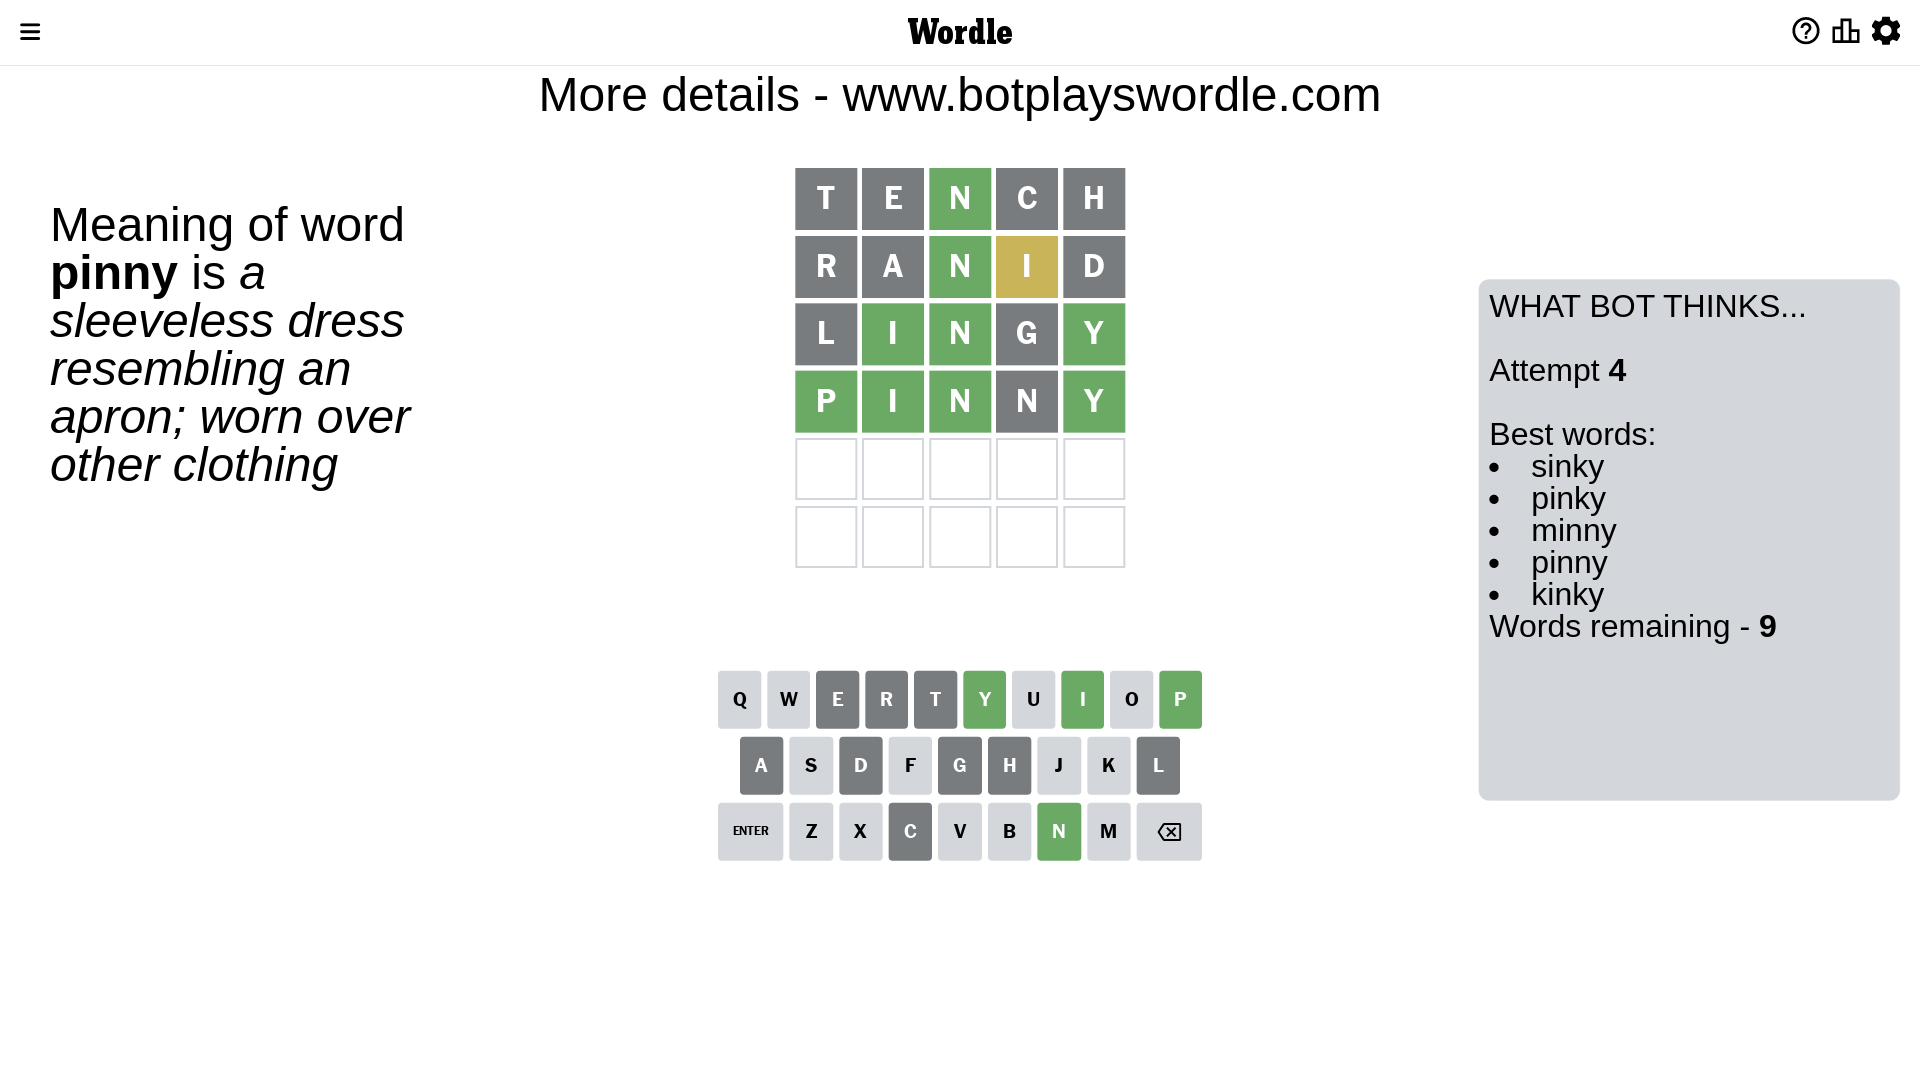 Wordle
More details - www.botplayswordle.com
Meaning of word
pinny is a
sleeveless dress
resembling an
apron; worn over
other clothing
T E N C H
R A N I D
L I N G Y
P I N N Y
WHAT BOT THINKS...
Attempt 4
Best words:
• sinky
• pinky
• minny
• pinny
• kinky
Words remaining - 9
Q W E R T Y U I O P
A S D F G H J K L
ENTER Z X C V B N M